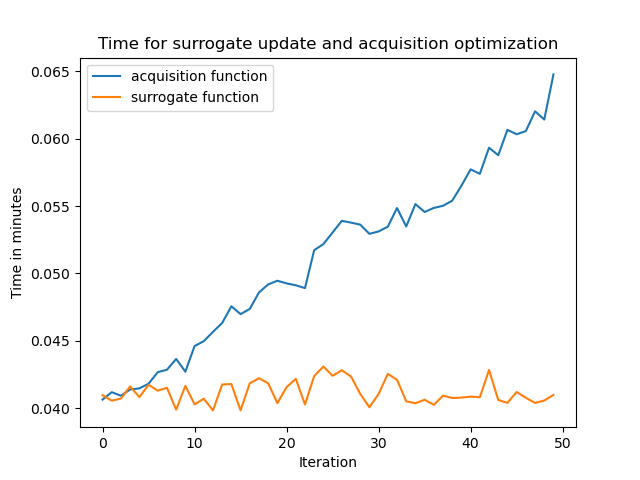 Time for surrogate update and acquisition optimization
acquisition function
surrogate function
0.065
0.060
0.055
0.050
0.045
0.040
Time in minutes
0 10 20 30 40 50
Iteration